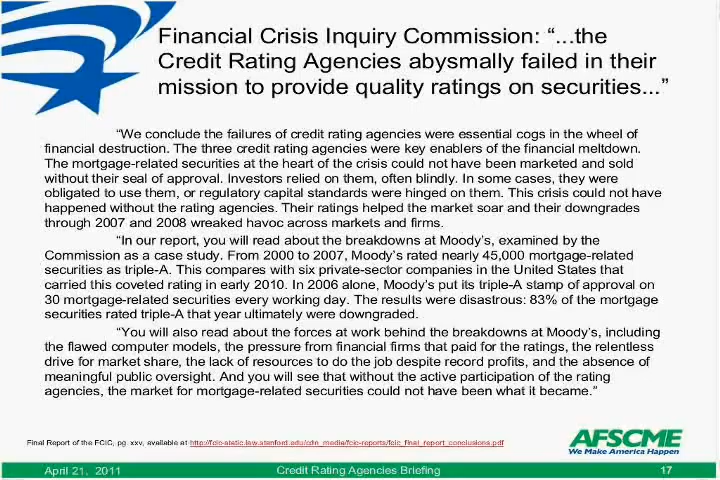 Financial Crisis Inquiry Commission: “...the
Credit Rating Agencies abysmally failed in their
mission to provide quality ratings on securities...”
“We conclude the failures of credit rating agencies were essential cogs in the wheel of
financial destruction. The three credit rating agencies were key enablers of the financial meltdown.
The mortgage-related securities at the heart of the crisis could not have been marketed and sold
without their seal of approval. Investors relied on them, often blindly. In some cases, they were
obligated to use them, or regulatory capital standards were hinged on them. This crisis could not have
happened without the rating agencies. Their ratings helped the market soar and their downgrades
through 2007 and 2008 wreaked havoc across markets and firms.
“In our report, you will read about the breakdowns at Moody’s, examined by the
Commission as a case study. From 2000 to 2007, Moody’s rated nearly 45,000 mortgage-related
securities as triple-A. This compares with six private-sector companies in the United States that
carried this coveted rating in early 2010. In 2006 alone, Moody’s put its triple-A stamp of approval on
30 mortgage-related securities every working day. The results were disastrous: 83% of the mortgage
securities rated triple-A that year ultimately were downgraded.
“You will also read about the forces at work behind the breakdowns at Moody’s, including
the flawed computer models, the pressure from financial firms that paid for the ratings, the relentless
drive for market share, the lack of resources to do the job despite record profits, and the absence of
meaningful public oversight. And you will see that without the active participation of the rating
agencies, the market for mortgage-related securities could not have been what it became.”
Final Report of the FCIC, pg. xxv, available at http://fcic-static.law.stanford.edu/cdn_media/fcic-reports/fcic_final_report_conclusions.pdf
AFSCME
We Make America Happen
April 21, 2011
Credit Rating Agencies Briefing
17